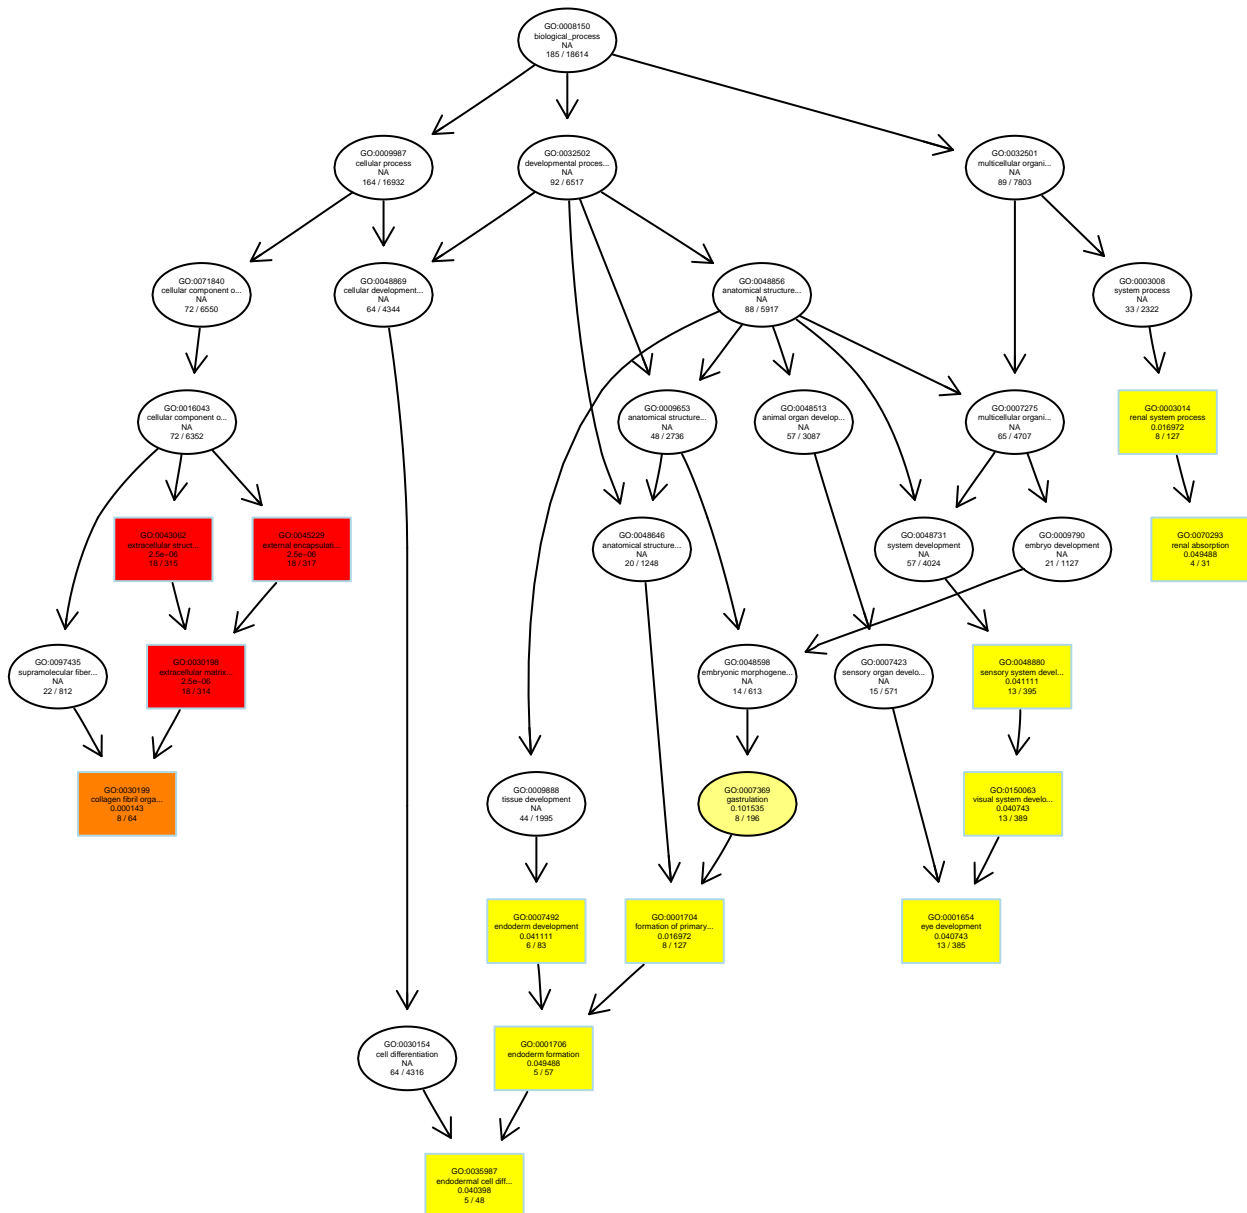 GO:0008150
biological_process
NA
185 / 18614
GO:0009987
cellular process
NA
164 / 16932
GO:0032502
developmental proces...
NA
92 / 6517
GO:0032501
multicellular organi...
NA
89 / 7803
GO:0071840
cellular component o...
NA
72 / 6550
GO:0048869
cellular development...
NA
64 / 4344
GO:0048856
anatomical structure...
NA
88 / 5917
GO:0003008
system process
NA
33 / 2322
GO:0016043
cellular component o...
NA
72 / 6352
GO:0009653
anatomical structure...
NA
48 / 2736
GO:0048513
animal organ develop...
NA
57 / 3087
GO:0007275
multicellular organi...
NA
65 / 4707
GO:0003014
renal system process
0.016972
8 / 127
GO:0043062
extracellular struct...
2.5e−06
18 / 315
GO:0045229
external encapsulati...
2.5e−06
18 / 317
GO:0048646
anatomical structure...
NA
20 / 1248
GO:0048731
system development
NA
57 / 4024
GO:0009790
embryo development
NA
21 / 1127
GO:0070293
renal absorption
0.049488
4 / 31
GO:0097435
supramolecular fiber...
NA
22 / 812
GO:0030198
extracellular matrix...
2.5e−06
18 / 314
GO:0048598
embryonic morphogene...
NA
14 / 613
GO:0007423
sensory organ develo...
NA
15 / 571
GO:0048880
sensory system devel...
0.041111
13 / 395
GO:0030199
collagen fibril orga...
0.000143
8 / 64
GO:0009888
tissue development
NA
44 / 1995
GO:0007369
gastrulation
0.101535
8 / 196
GO:0150063
visual system develo...
0.040743
13 / 389
GO:0007492
endoderm development
0.041111
6 / 83
GO:0001704
formation of primary...
0.016972
8 / 127
GO:0001654
eye development
0.040743
13 / 385
GO:0030154
cell differentiation
NA
64 / 4316
GO:0001706
endoderm formation
0.049488
5 / 57
GO:0035987
endodermal cell diff...
0.040398
5 / 48